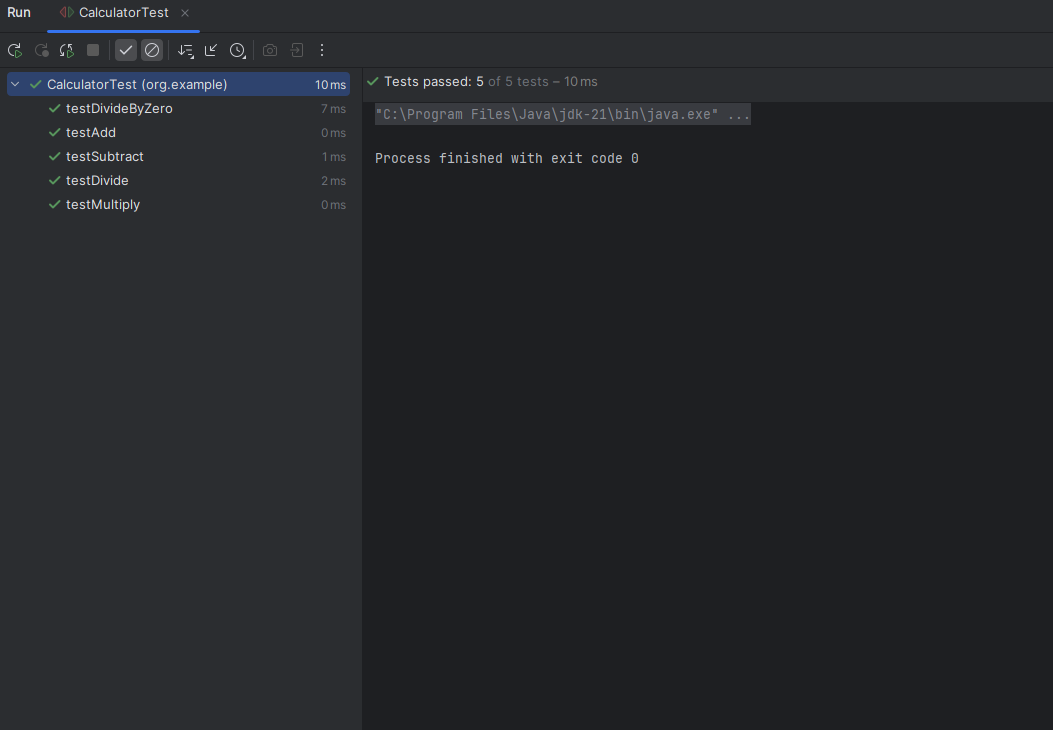 Run CalculatorTest
CalculatorTest (org.example) 10 ms
testDivideByZero 7 ms
testAdd 0 ms
testSubtract 1 ms
testDivide 2 ms
testMultiply 0 ms
Tests passed: 5 of 5 tests – 10 ms
"C:\Program Files\Java\jdk-21\bin\java.exe" ...
Process finished with exit code 0